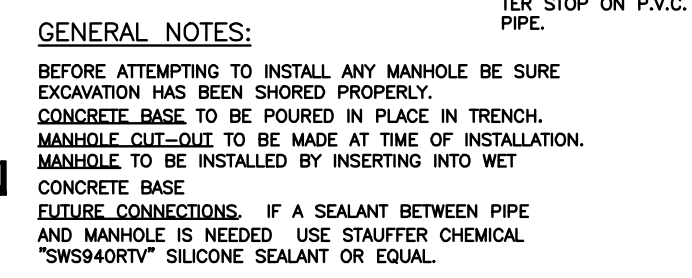 TER STOP ON P.V.C.
PIPE.
GENERAL NOTES:
BEFORE ATTEMPTING TO INSTALL ANY MANHOLE BE SURE
EXCAVATION HAS BEEN SHORED PROPERLY.
CONCRETE BASE TO BE POURED IN PLACE IN TRENCH.
MANHOLE CUT-OUT TO BE MADE AT TIME OF INSTALLATION.
MANHOLE TO BE INSTALLED BY INSERTING INTO WET
CONCRETE BASE
FUTURE CONNECTIONS. IF A SEALANT BETWEEN PIPE
AND MANHOLE IS NEEDED USE STAUFFER CHEMICAL
"SWS940RTV" SILICONE SEALANT OR EQUAL.